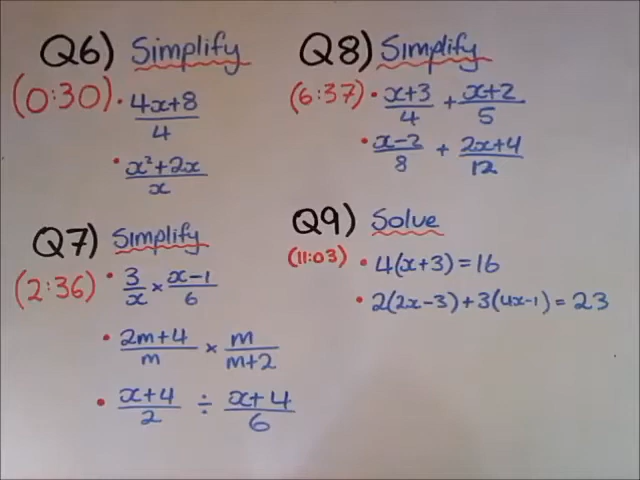 Q6) Simplify
(0:30) • 4x+8/4
• x²+2x/x
Q7) Simplify
(2:36) • 3/x × x-1/6
• 2m+4/m × m/m+2
• x+4/2 ÷ x+4/6
Q8) Simplify
(6:37) • x+3/4 + x+2/5
• x-2/8 + 2x+4/12
Q9) Solve
(11:03) • 4(x+3)=16
• 2(2x-3)+3(4x-1)=23